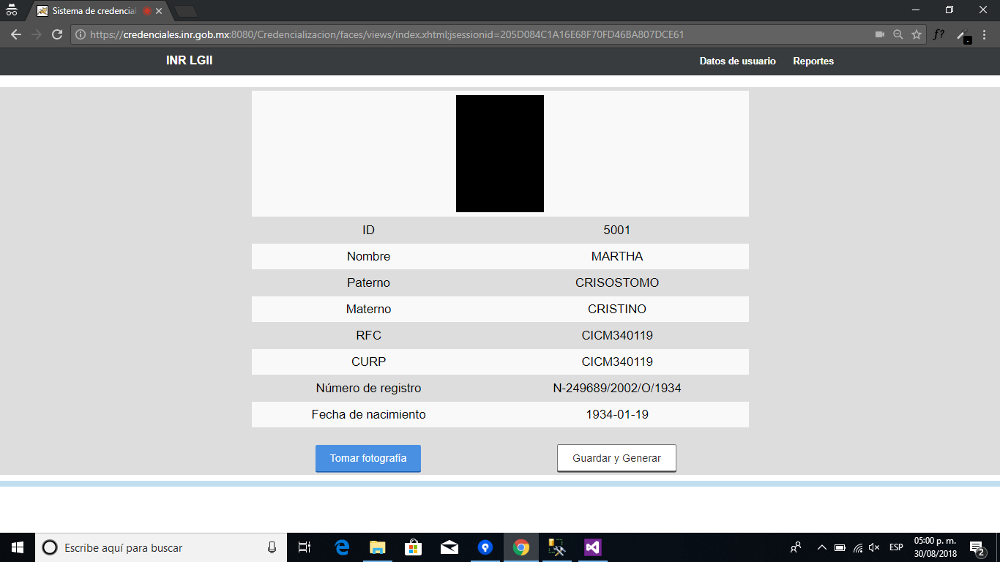 Sistema de credencial
https://credenciales.inr.gob.mx:8080/Credencializacion/faces/views/index.xhtml;jsessionid=205D084C1A16E68F70FD46BA807DCE61
f?
INR LGII
Datos de usuario Reportes
ID 5001
Nombre MARTHA
Paterno CRISOSTOMO
Materno CRISTINO
RFC CICM340119
CURP CICM340119
Número de registro N-249689/2002/O/1934
Fecha de nacimiento 1934-01-19
Tomar fotografía Guardar y Generar
Escribe aquí para buscar
ESP
05:00 p. m.
30/08/2018
2